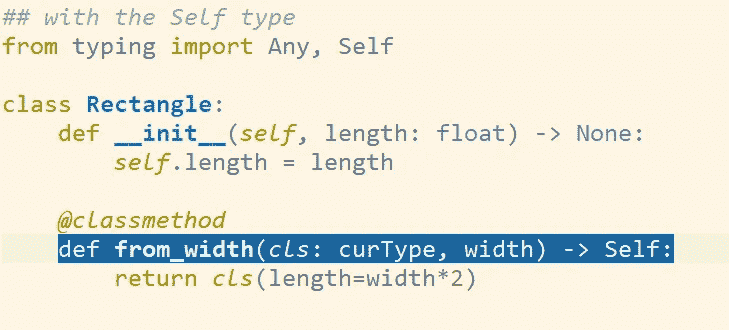 ## with the Self type
from typing import Any, Self
class Rectangle:
    def __init__(self, length: float) -> None:
        self.length = length
    @classmethod
    def from_width(cls: curType, width) -> Self:
        return cls(length=width*2)